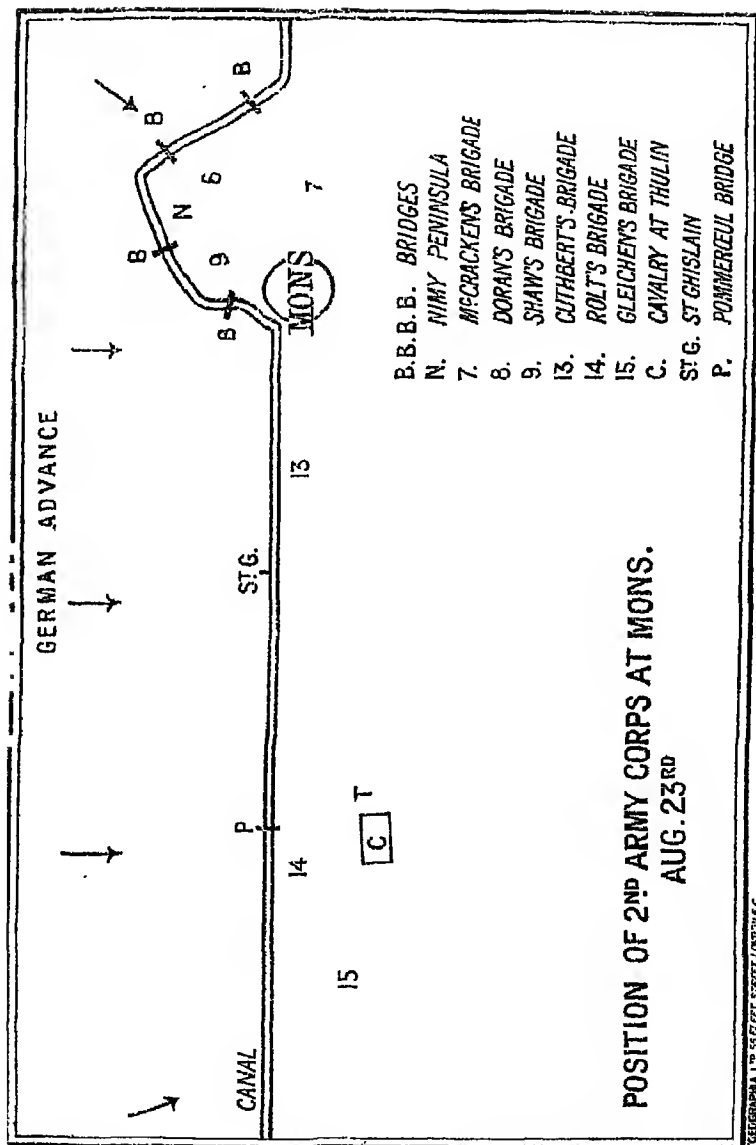 GERMAN ADVANCE
B
B
B
N
6
9
B
7
MONS
CANAL
P
ST G.
13
14
C
T
15
B.B.B.B. BRIDGES
N. NIMY PENINSULA
7. MCCRACKEN'S BRIGADE
8. DORAN'S BRIGADE
9. SHAW'S BRIGADE
13. CUTHBERT'S BRIGADE
14. ROLT'S BRIGADE
15. GLEICHEN'S BRIGADE
C. CAVALRY AT THULIN
ST G. ST GHISLAIN
P. POMMERŒUL BRIDGE
POSITION OF 2ND ARMY CORPS AT MONS.
AUG. 23RD